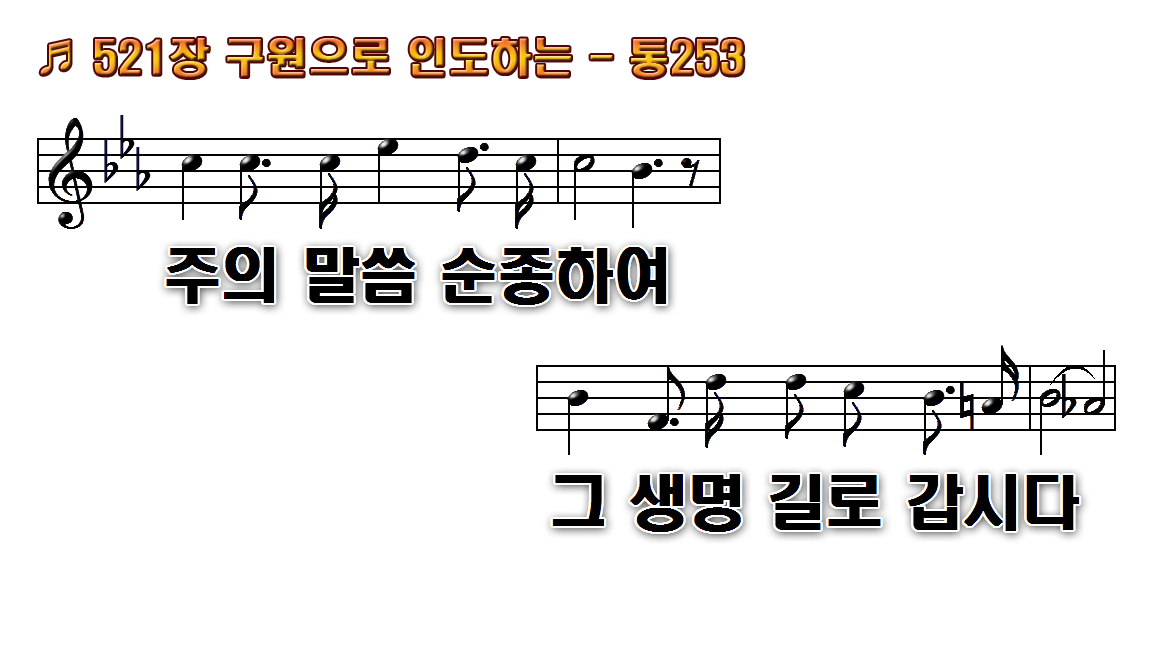 ♬ 521장 구원으로 인도하는 - 통253
주의 말씀 순종하여
그 생명 길로 갑시다